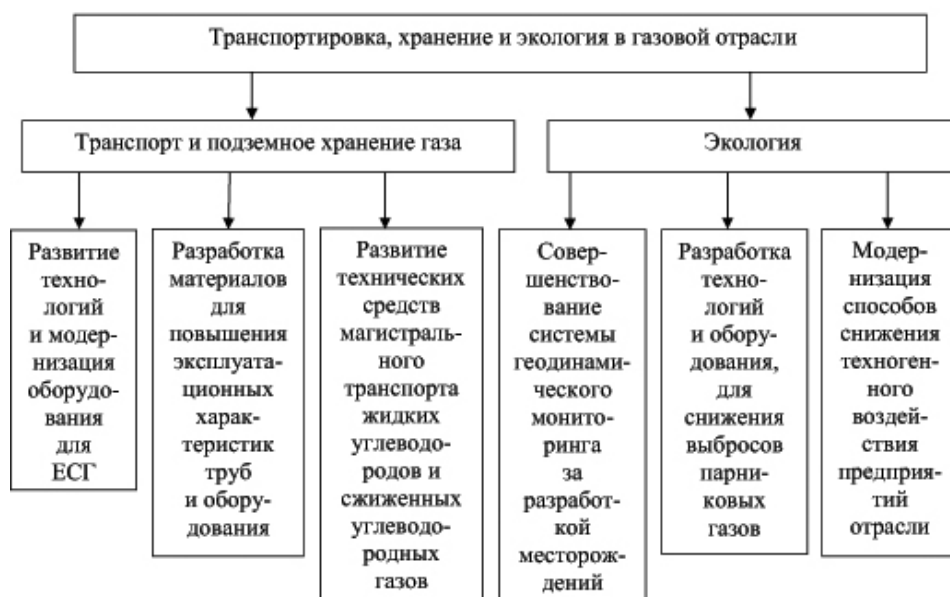 Транспортировка, хранение и экология в газовой отрасли
Транспорт и подземное хранение газа
Экология
Развитие
техно-
логий
и модер-
низация
оборудо-
вания
для
ЕСГ
Разработка
материалов
для
повышения
эксплуата-
ционных
харак-
теристик
труб
и обору-
дования
Развитие
технических
средств
магистраль-
ного
транспорта
жидких
углеводо-
родов и
сжиженных
углеводо-
родных
газов
Совер-
шенство-
вание
системы
геодинами-
ческого
монито-
ринга
за
разработ-
кой
месторож-
дений
Разработка
техно-
логий
и обору-
дования,
для
снижения
выбросов
парни-
ковых
газов
Модер-
низация
способов
снижения
техноген-
ного
воздей-
ствия
предприя-
тий
отрасли